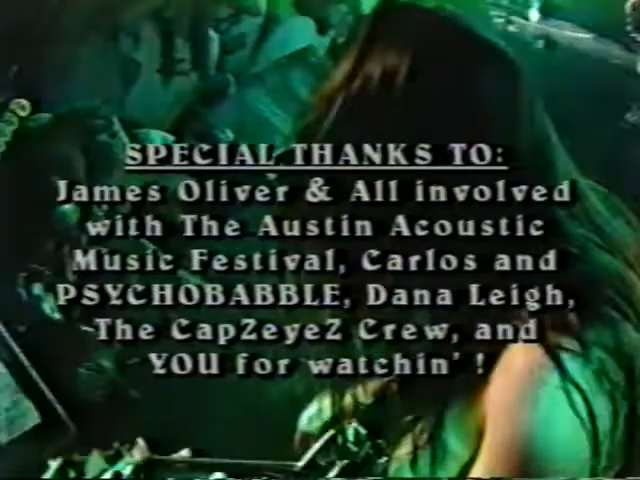 SPECIAL THANKS TO:
James Oliver & All involved
with The Austin Acoustic
Music Festival, Carlos and
PSYCHOBABBLE, Dana Leigh,
The CapZeyeZ Crew, and
YOU for watchin' !